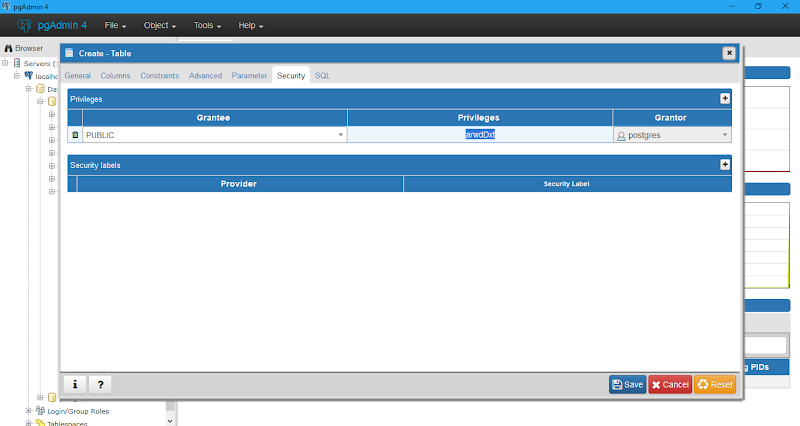 pgAdmin 4
pgAdmin 4 File Object Tools Help
Browser
Servers (
localho
Da
Create - Table
General Columns Constraints Advanced Parameter Security SQL
Privileges
Grantee Privileges Grantor
PUBLIC arwdDxt postgres
Security labels
Provider Security Label
i ? Save Cancel Reset
PIDs
Login/Group Roles
Tablespaces